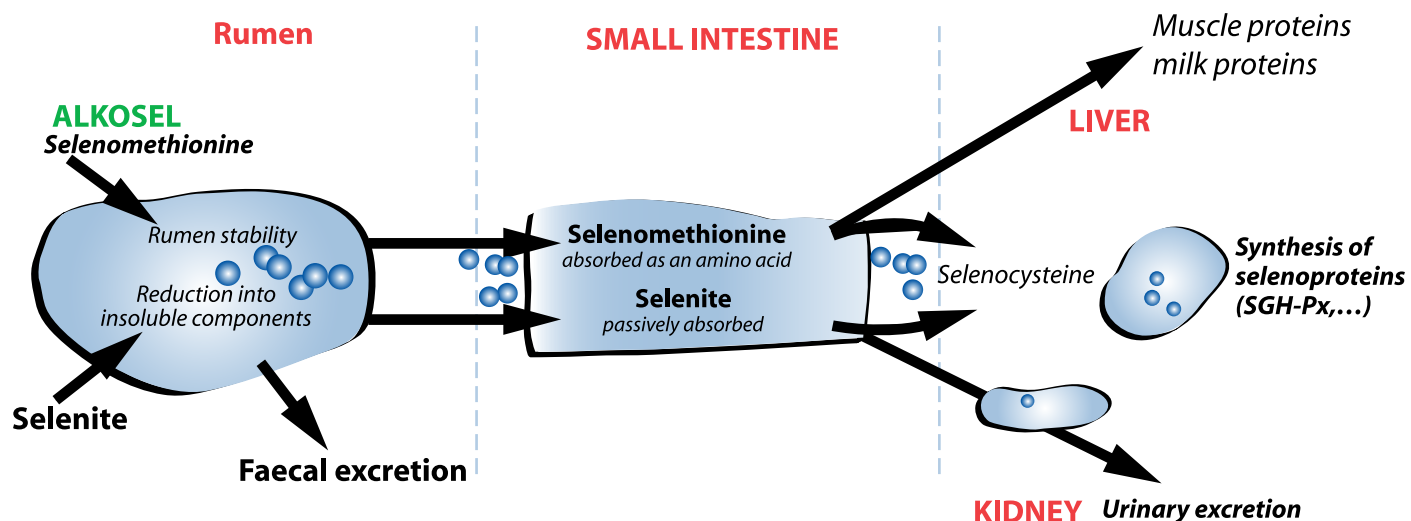 Rumen
SMALL INTESTINE
Muscle proteins
milk proteins
ALKOSEL
Selenomethionine
LIVER
Rumen stability
Reduction into
insoluble components
Selenomethionine
absorbed as an amino acid
Selenite
passively absorbed
Selenocysteine
Synthesis of
selenoproteins
(SGH-Px,...)
Selenite
Faecal excretion
KIDNEY
Urinary excretion